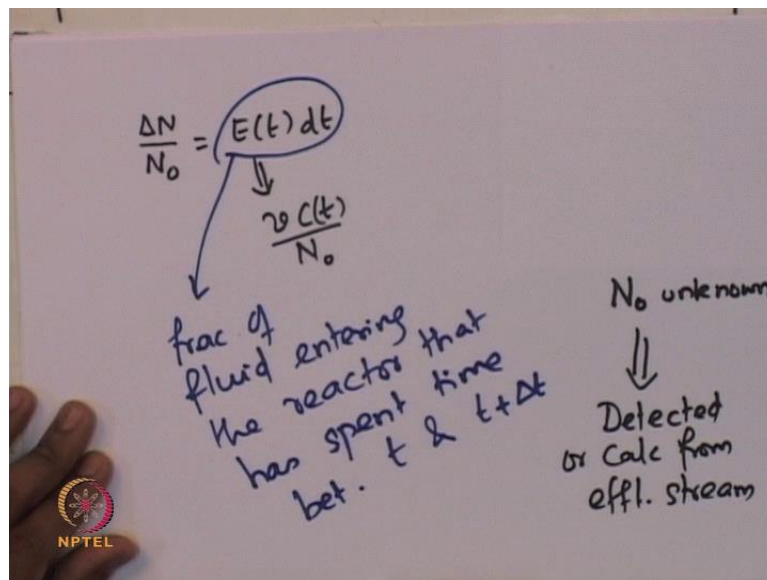 ΔN/N₀ = E(t) dt
υ C(t)/N₀
frac of
fluid entering
the reactor that
has spent time
bet. t & t+Δt
N₀ unknown
Detected
or Calc from
effl. stream
NPTEL